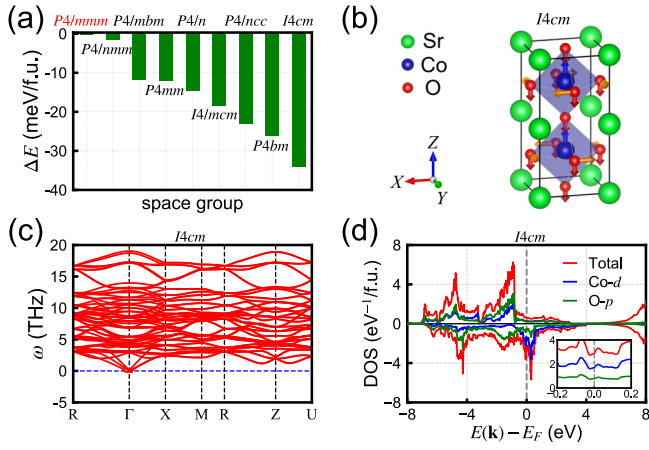 (a)
P4/mmm P4/mbm P4/n P4/ncc I4cm
P4/nmm
P4mm
I4/mcm
P4bm
0
−10
−20
−30
−40
ΔE (meV/f.u.)
space group
(b)
I4cm
Sr
Co
O
Z
X
Y
(c)
I4cm
20
15
10
5
0
−5
ω (THz)
R Γ X M R Z U
(d)
I4cm
8
4
0
−4
−8
DOS (eV⁻¹/f.u.)
Total
Co-d
O-p
4
2
0
−0.2 0.0 0.2
−8 −4 0 4 8
E(k) − E_F (eV)